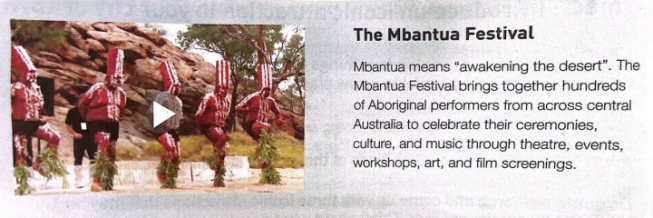 The Mbantua Festival
Mbantua means “awakening the desert”. The
Mbantua Festival brings together hundreds
of Aboriginal performers from across central
Australia to celebrate their ceremonies,
culture, and music through theatre, events,
workshops, art, and film screenings.